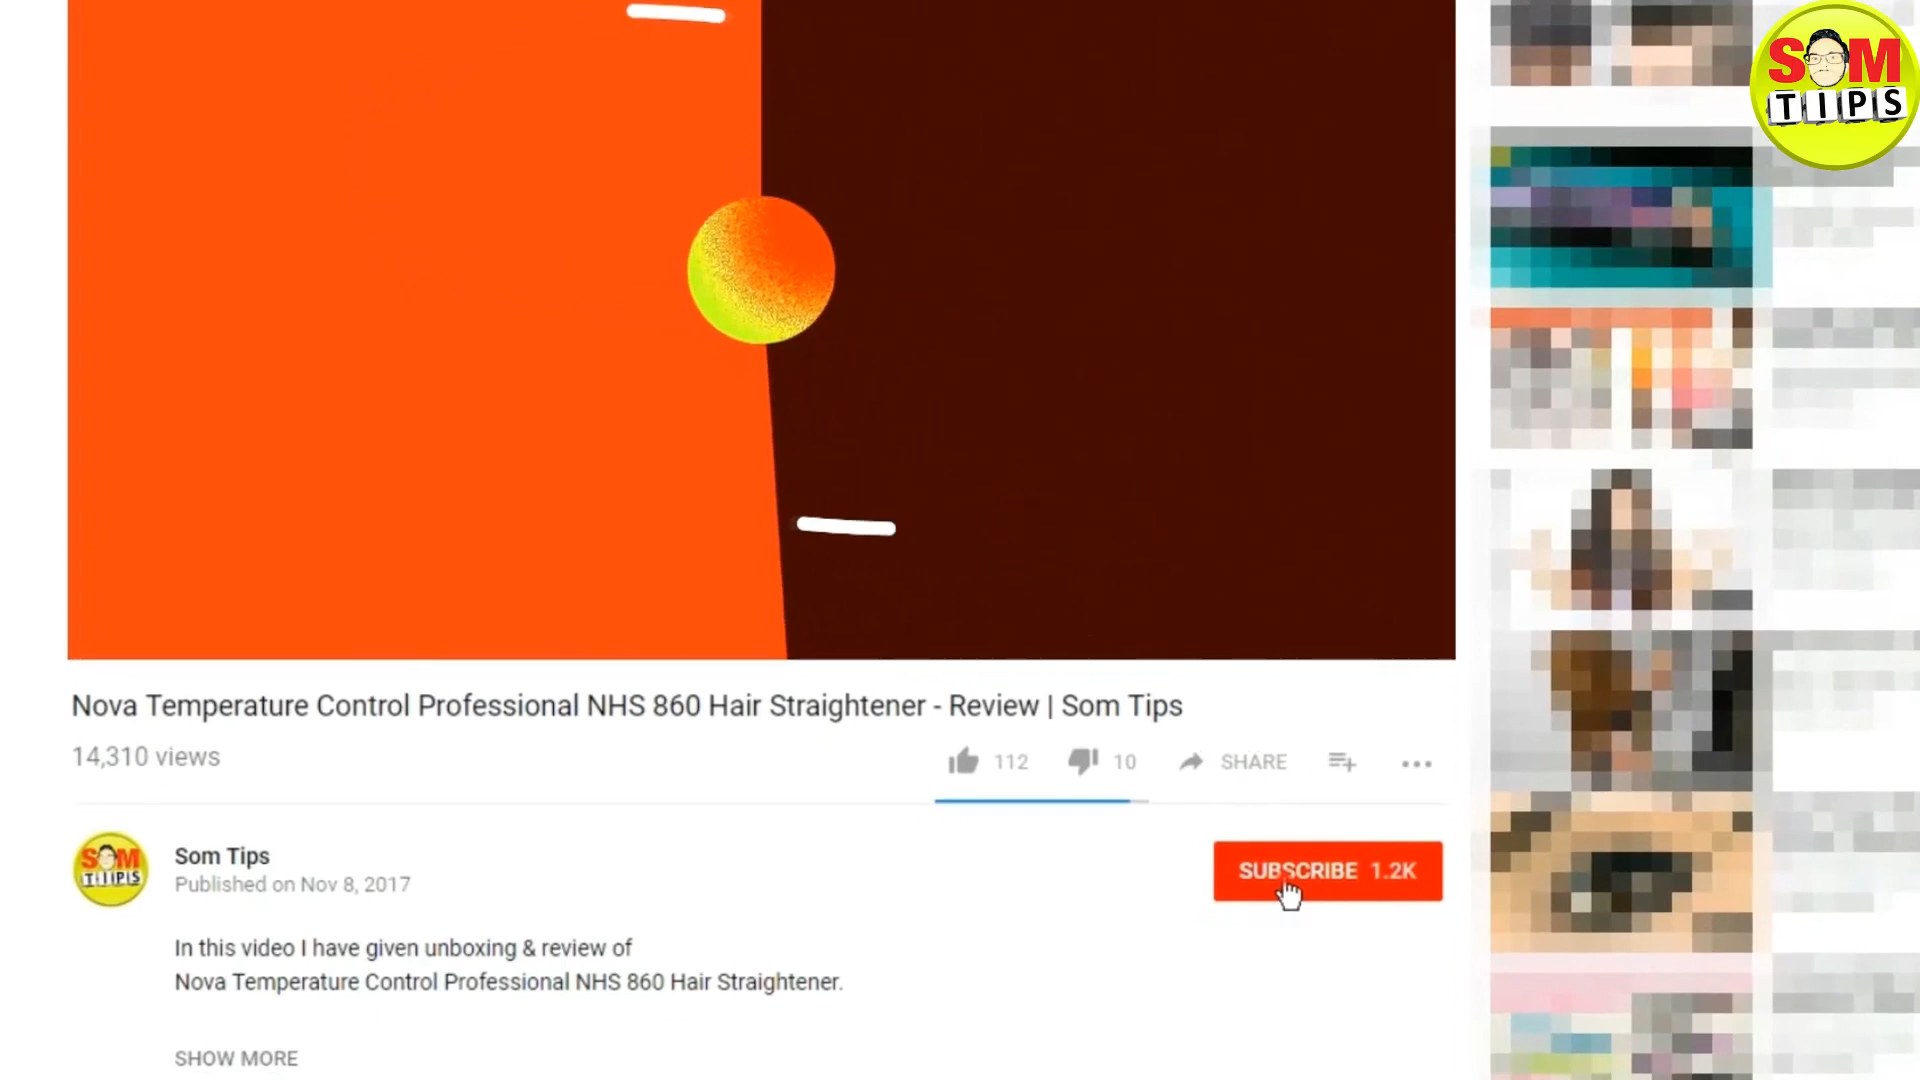 SOM
TIPS
Nova Temperature Control Professional NHS 860 Hair Straightener - Review | Som Tips
14,310 views
112
10
SHARE
SOM
TIPS
Som Tips
Published on Nov 8, 2017
SUBSCRIBE 1.2K
In this video I have given unboxing & review of
Nova Temperature Control Professional NHS 860 Hair Straightener.
SHOW MORE